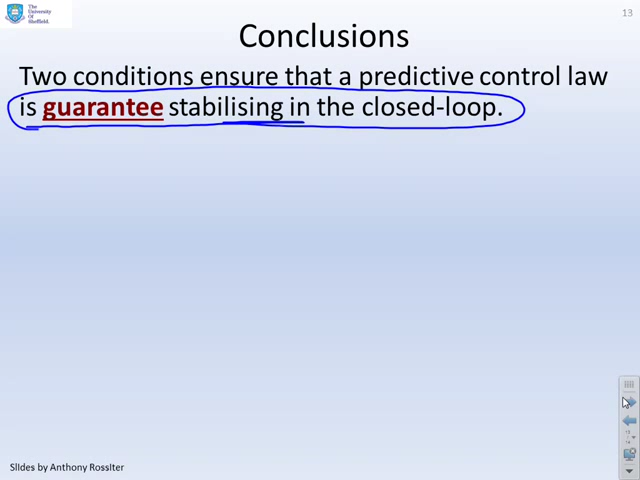 The
University
Of
Sheffield.
13
Conclusions
Two conditions ensure that a predictive control law
is guarantee stabilising in the closed-loop.
Slides by Anthony Rossiter